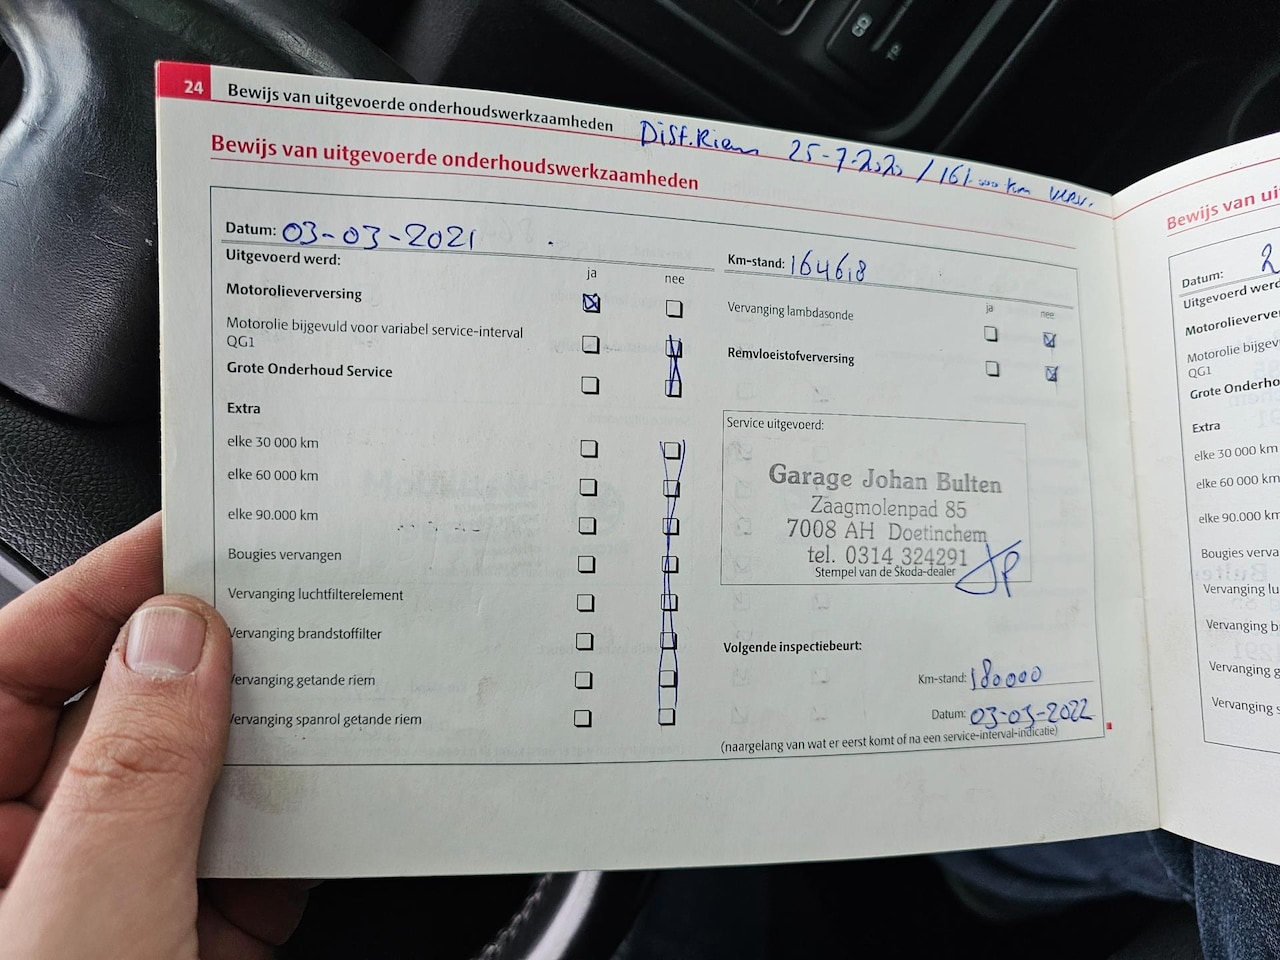 CD
TP
24 Bewijs van uitgevoerde onderhoudswerkzaamheden
Dist.Riem 25-7-2020 / 161.000 km verv.
Bewijs van uitgevoerde onderhoudswerkzaamheden
Datum: 03-03-2021
Km-stand: 164618
Uitgevoerd werd:
ja nee
Motorolieverversing
Motorolie bijgevuld voor variabel service-interval
QG1
Grote Onderhoud Service
Extra
elke 30 000 km
elke 60 000 km
elke 90.000 km
Bougies vervangen
Vervanging luchtfilterelement
Vervanging brandstoffilter
Vervanging getande riem
Vervanging spanrol getande riem
ja nee
Vervanging lambdasonde
Remvloeistofverversing
Service uitgevoerd:
Garage Johan Bulten
Zaagmolenpad 85
7008 AH Doetinchem
tel. 0314 324291
Stempel van de Škoda-dealer
Volgende inspectiebeurt:
Km-stand: 180000
Datum: 03-03-2022
(naargelang van wat er eerst komt of na een service-interval-indicatie)
Bewijs van ui
Datum: 2
Uitgevoerd werd
Motorolieverver
Motorolie bijgev
QG1
Grote Onderho
Extra
elke 30 000 km
elke 60 000 km
elke 90.000 km
Bougies verva
Vervanging lu
Vervanging b
Vervanging g
Vervanging s